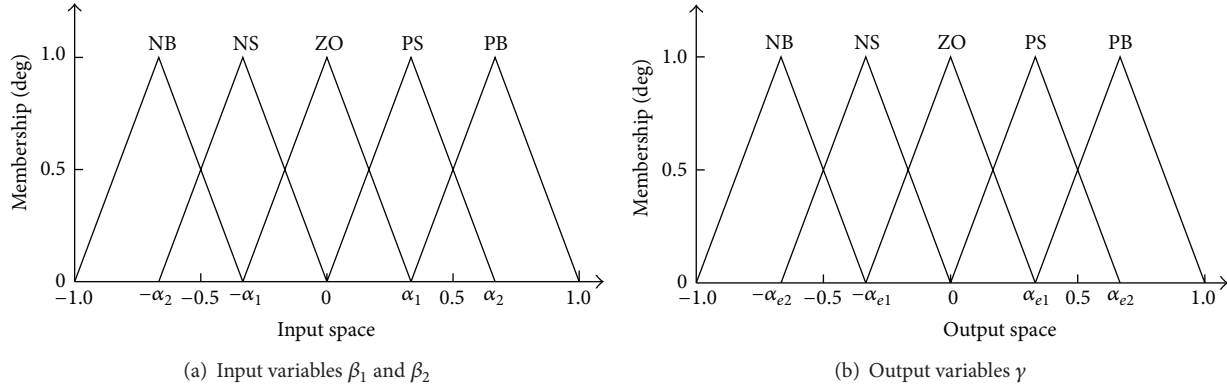 NB NS ZO PS PB
1.0
Membership (deg)
0.5
0
−1.0 −α2 −0.5 −α1 0 α1 0.5 α2 1.0
Input space
(a) Input variables β1 and β2
NB NS ZO PS PB
1.0
Membership (deg)
0.5
0
−1.0 −αe2 −0.5 −αe1 0 αe1 0.5 αe2 1.0
Output space
(b) Output variables γ